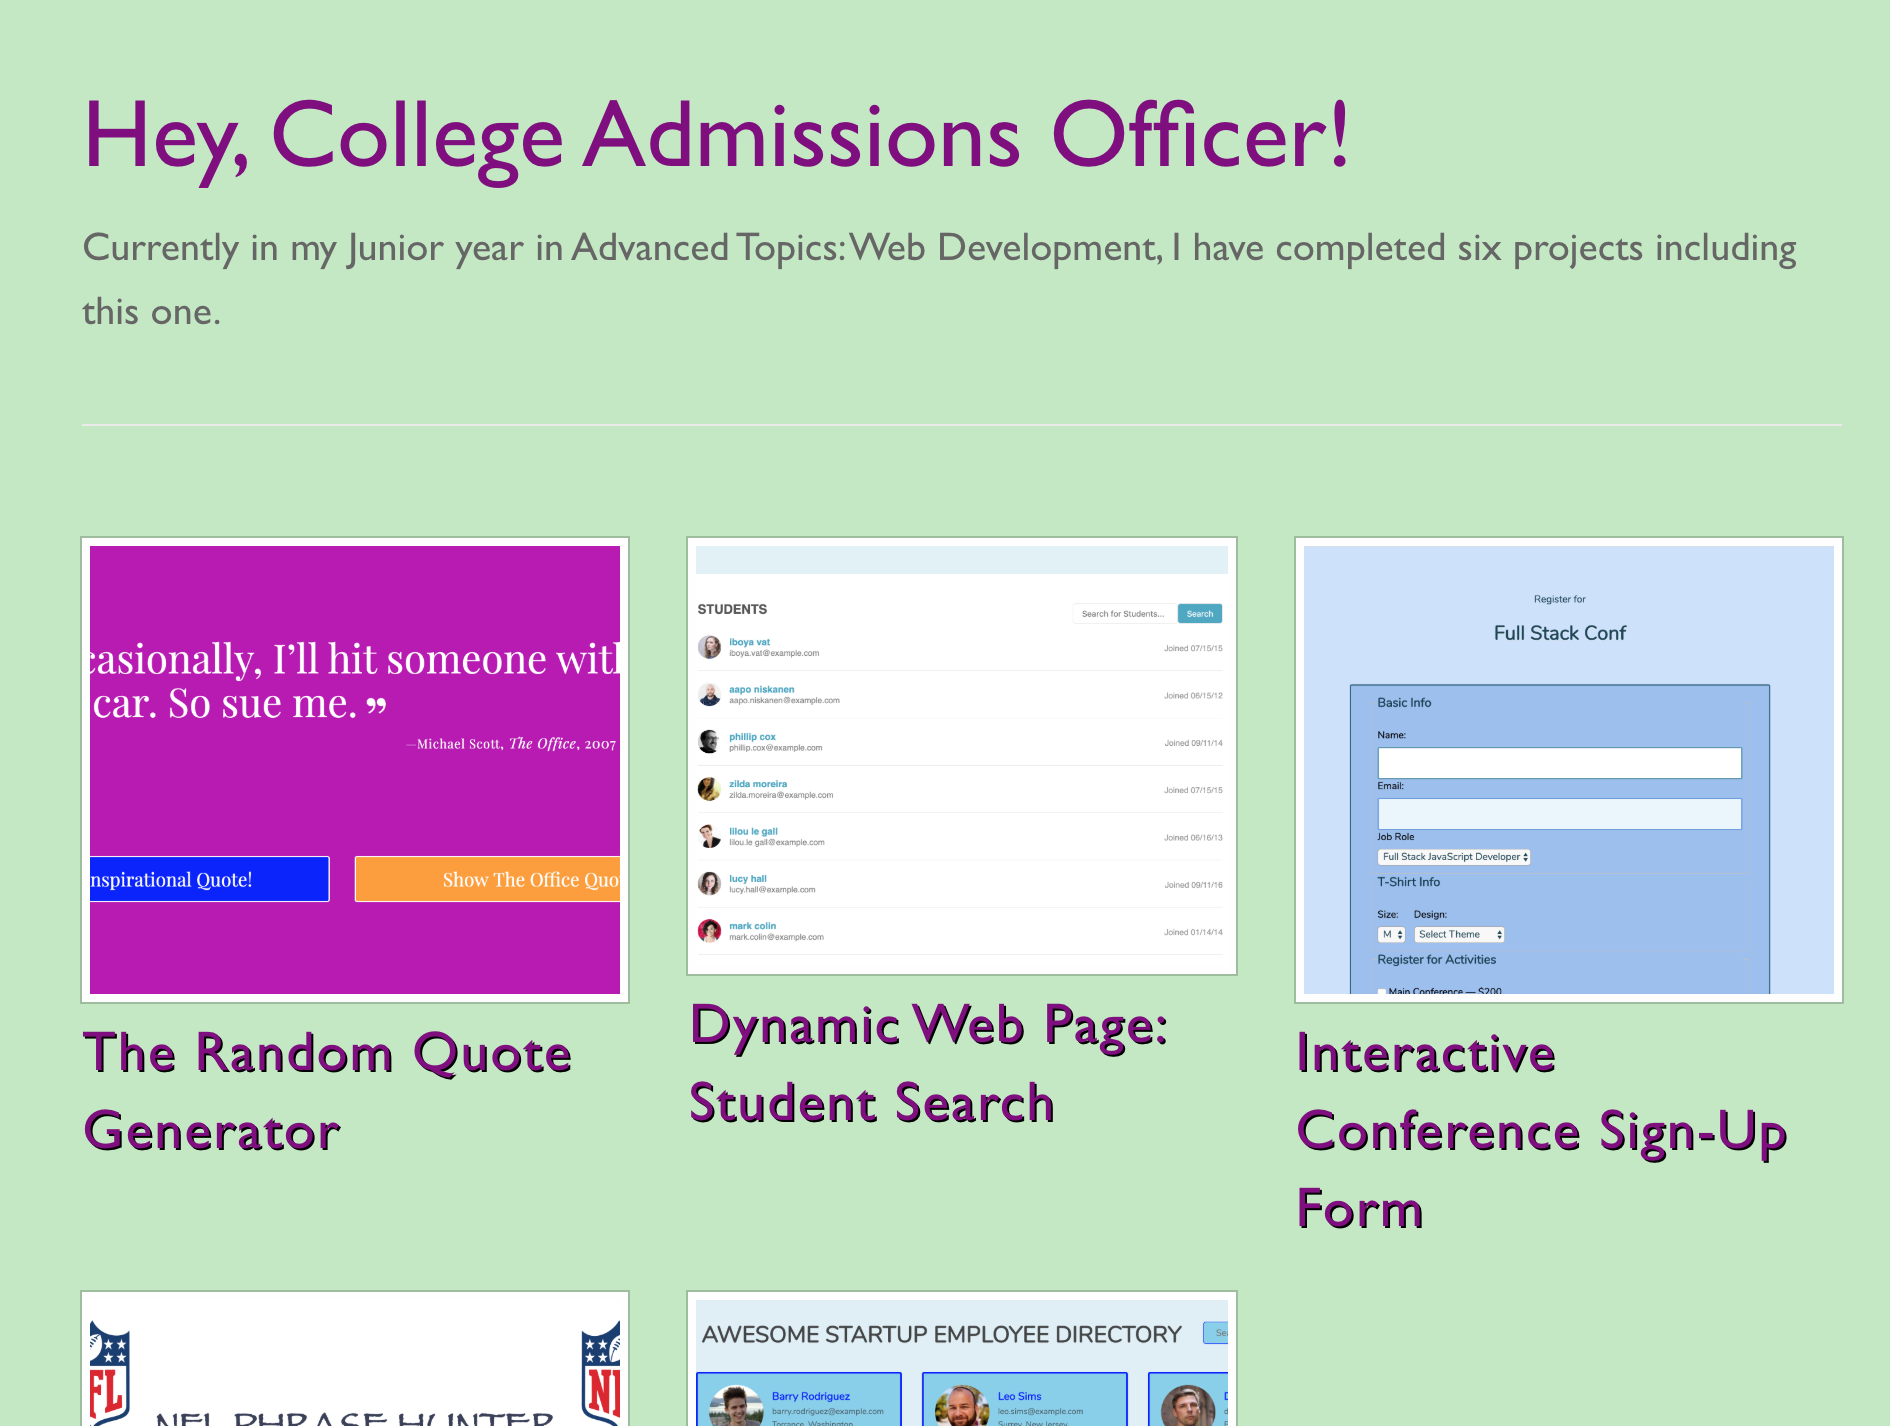 Hey, College Admissions Officer!
Currently in my Junior year in Advanced Topics: Web Development, I have completed six projects including
this one.
casionally, I'll hit someone with
car. So sue me. ”
—Michael Scott, The Office, 2007
nspirational Quote!
Show The Office Quo
The Random Quote
Generator
STUDENTS
Search for Students...
Search
iboya vat
iboya.vat@example.com
Joined 07/15/15
aapo niskanen
aapo.niskanen@example.com
Joined 06/15/12
phillip cox
phillip.cox@example.com
Joined 09/11/14
zilda moreira
zilda.moreira@example.com
Joined 07/15/15
lilou le gall
lilou.le gall@example.com
Joined 05/16/13
lucy hall
lucy.hall@example.com
Joined 09/11/16
mark colin
mark.colin@example.com
Joined 01/14/14
Dynamic Web Page:
Student Search
Register for
Full Stack Conf
Basic Info
Name:
Email:
Job Role
Full Stack JavaScript Developer
T-Shirt Info
Size: Design:
M Select Theme
Register for Activities
Main Conference — $200
Interactive
Conference Sign-Up
Form
FL
NFL PHRASE HUNTER
AWESOME STARTUP EMPLOYEE DIRECTORY
Barry Rodriguez
barry.rodriguez@example.com
Torrance, Washington
Leo Sims
leo.sims@example.com
Surrey, New Jersey